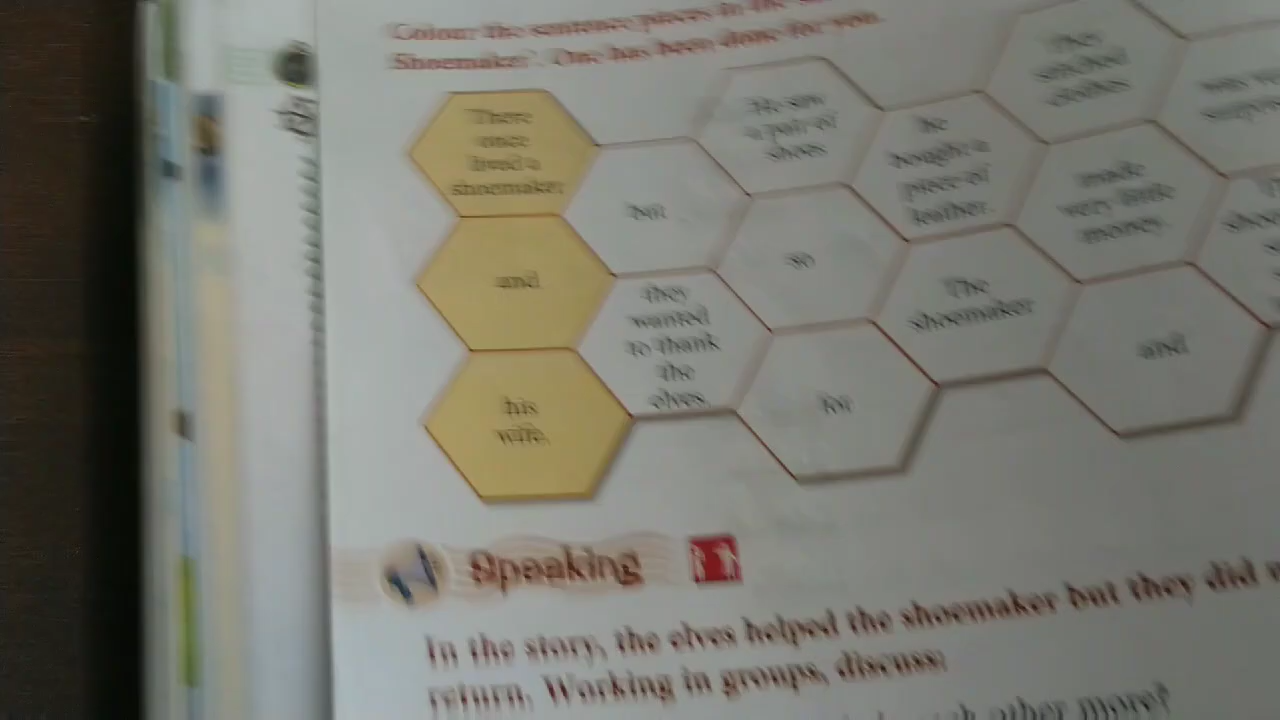 Colour the sentence pieces in the
Shoemaker'. One has been done for you.
There
once
lived a
shoemaker
and
his
wife.
but
they
wanted
to thank
the
elves.
He saw
a pair of
shoes
so
for
he
bought a
piece of
leather.
The
shoemaker
They
stitched
clothes
made
very little
money.
and
Speaking
In the story, the elves helped the shoemaker but they did
return. Working in groups, discuss:
other more?